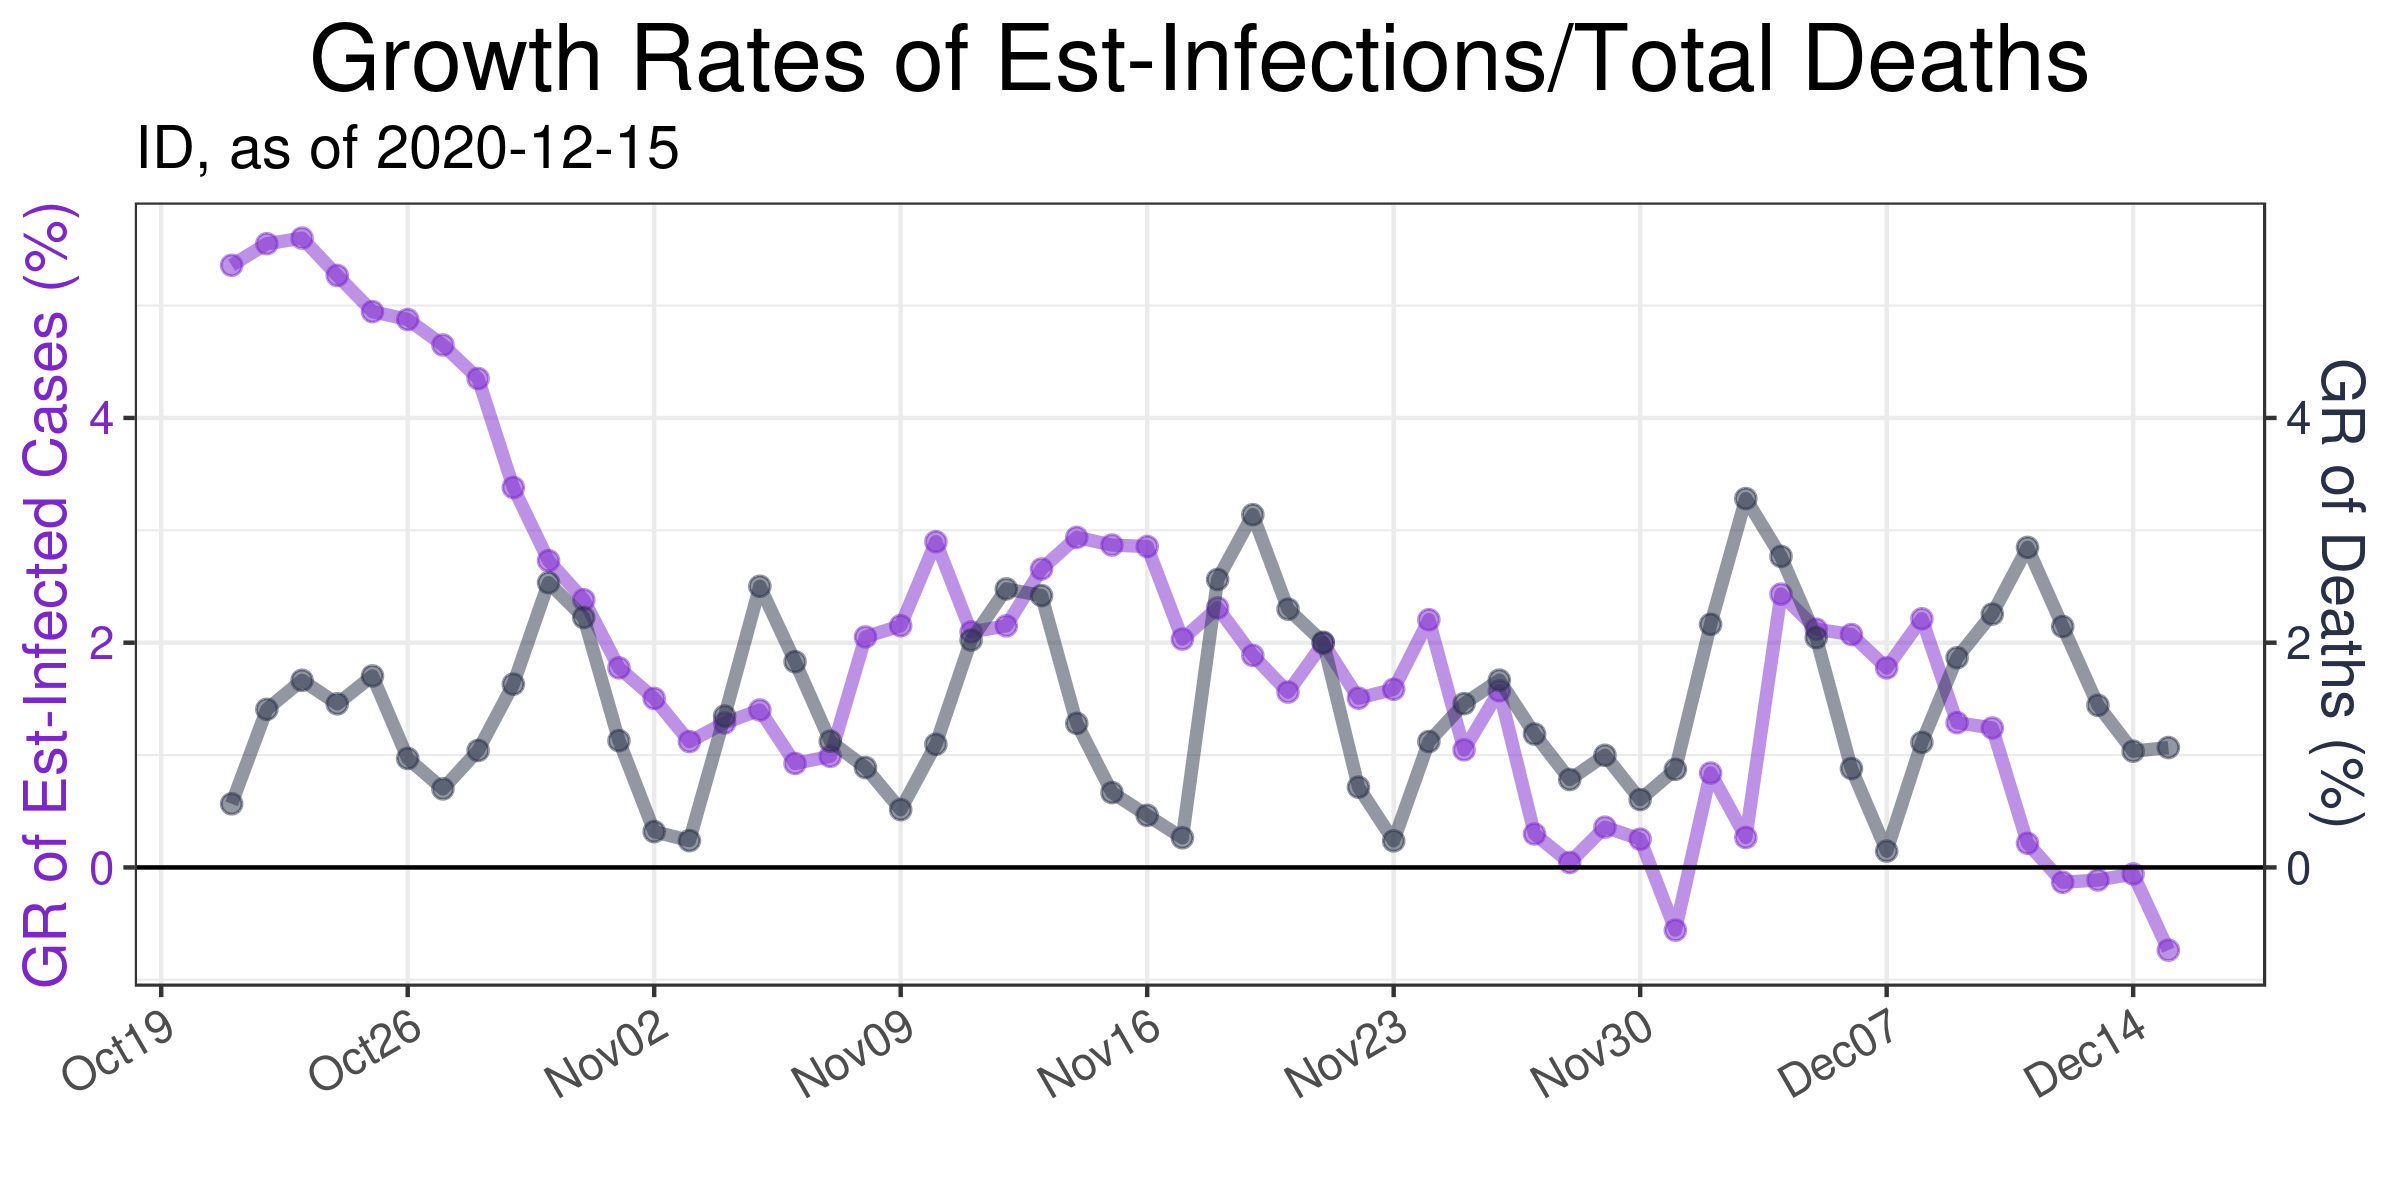 Growth Rates of Est-Infections/Total Deaths
ID, as of 2020-12-15
GR of Est-Infected Cases (%)
4
2
0
GR of Deaths (%)
4
2
0
Oct19
Oct26
Nov02
Nov09
Nov16
Nov23
Nov30
Dec07
Dec14